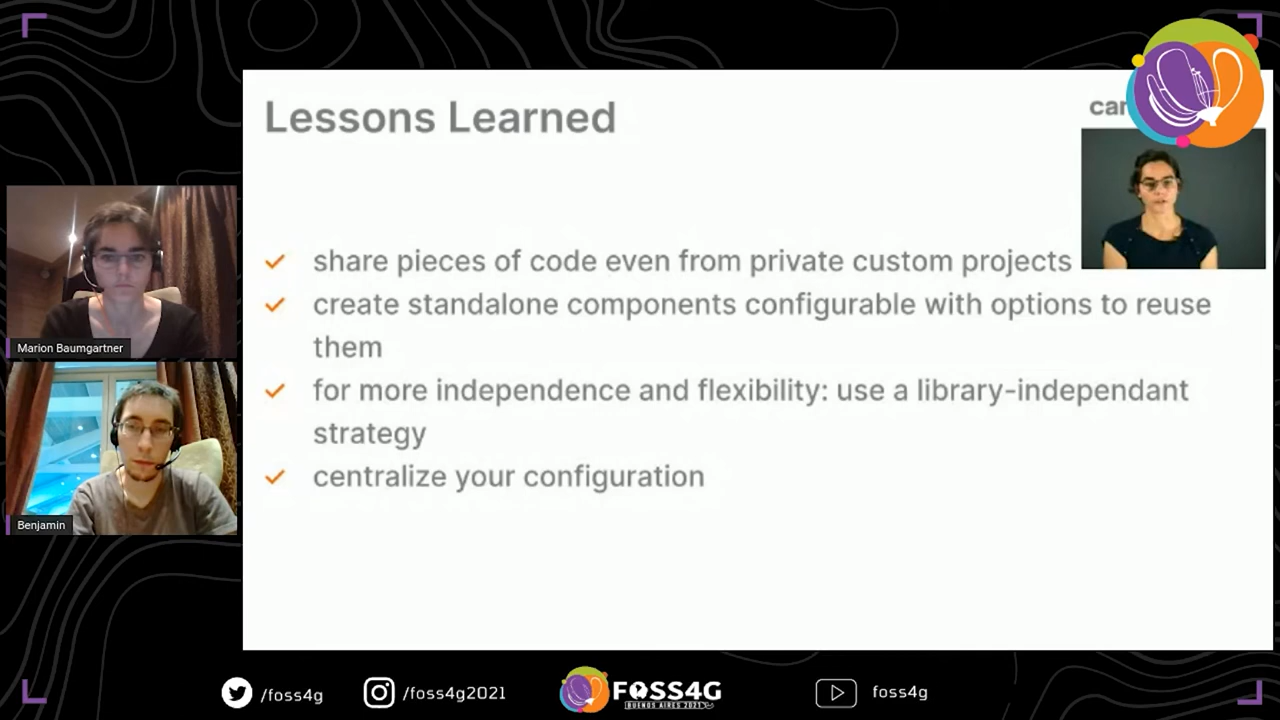 Lessons Learned
share pieces of code even from private custom projects
create standalone components configurable with options to reuse
them
for more independence and flexibility: use a library-independant
strategy
centralize your configuration
Marion Baumgartner
Benjamin
/foss4g
/foss4g2021
FOSS4G
BUENOS AIRES 2021
foss4g